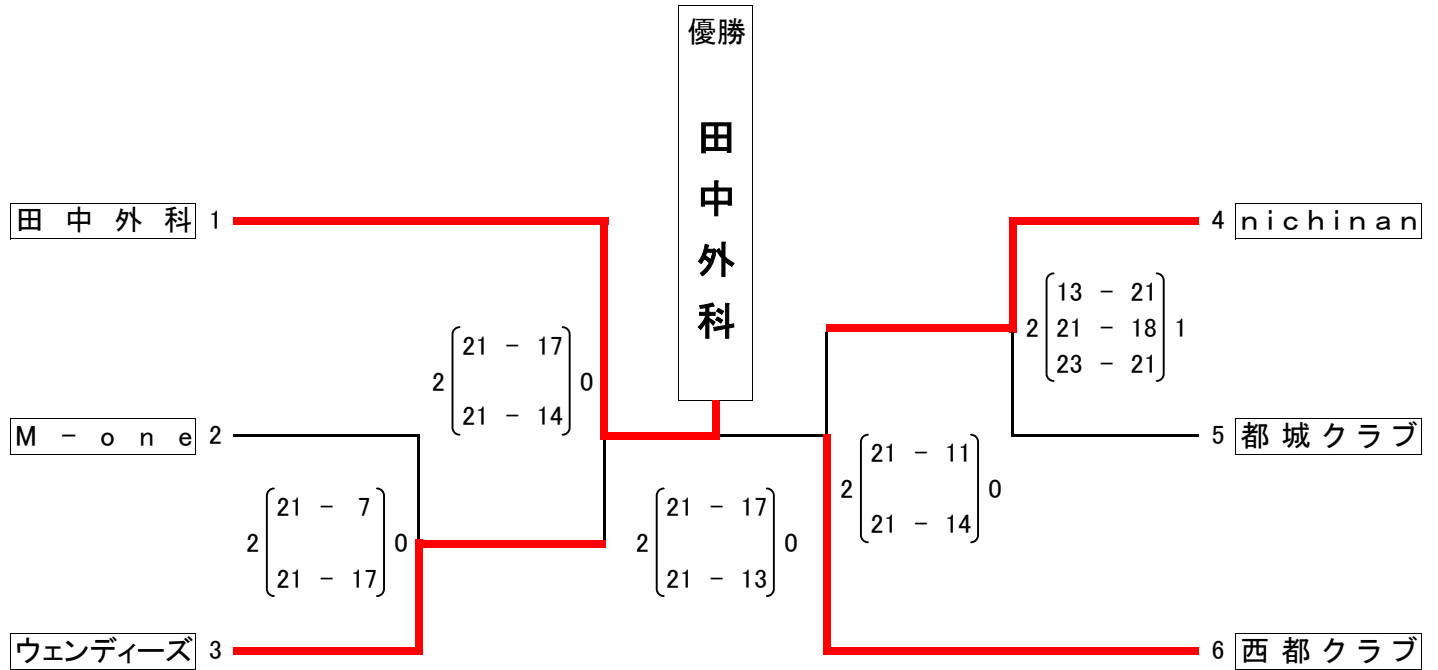 優勝
田中外科
田中外科 1
4 nichinan
13 - 21
2 21 - 18 1
23 - 21
21 - 17
2 0
21 - 14
M-one 2
5 都城クラブ
21 - 11
2 0
21 - 14
21 - 7
2 0
21 - 17
21 - 17
2 0
21 - 13
ウェンディーズ 3
6 西都クラブ